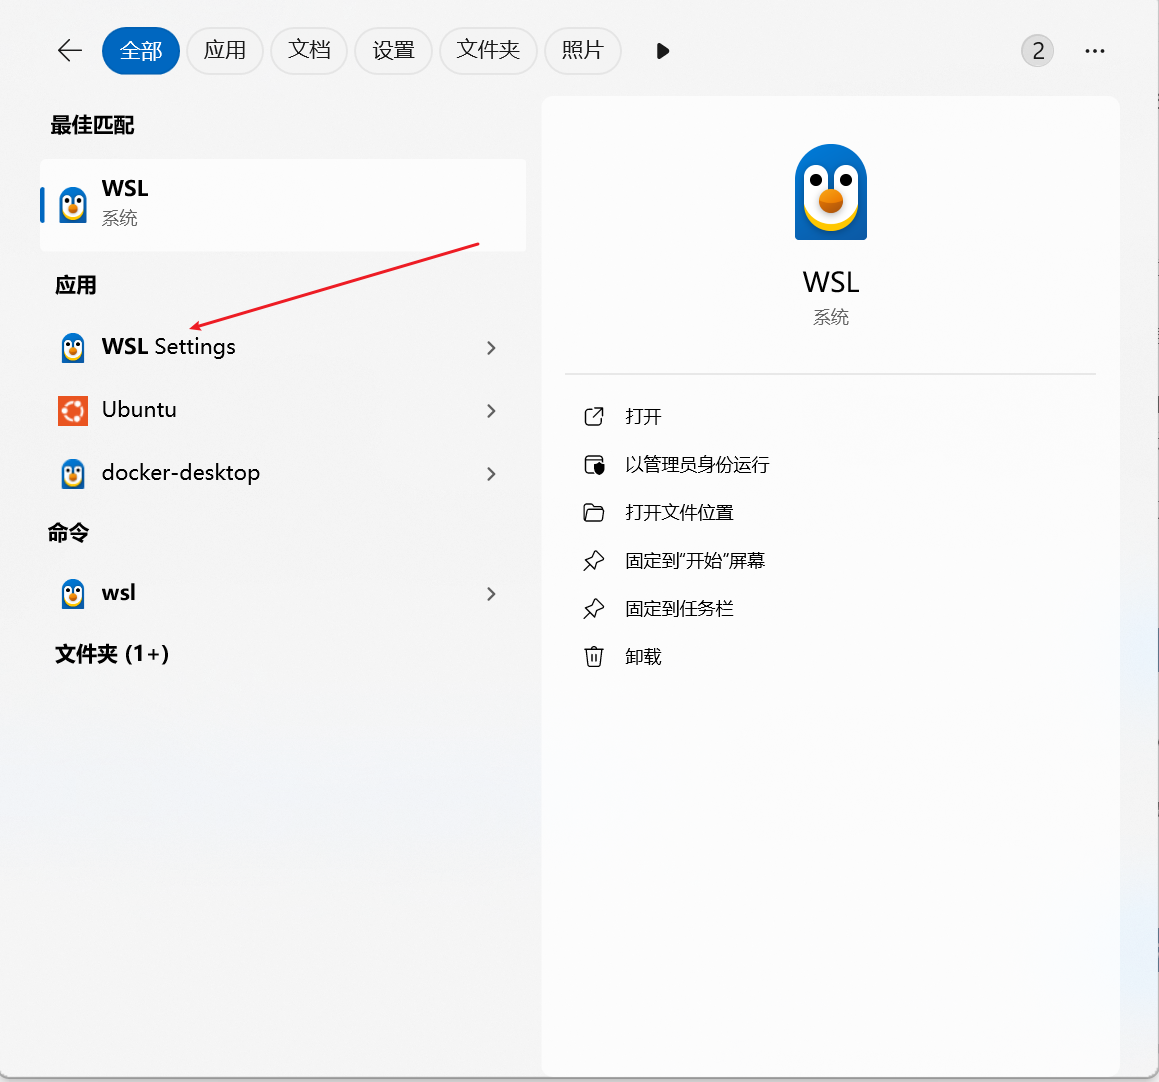 全部 应用 文档 设置 文件夹 照片 2
最佳匹配
WSL
系统
应用
WSL Settings
Ubuntu
docker-desktop
命令
wsl
文件夹 (1+)
WSL
系统
打开
以管理员身份运行
打开文件位置
固定到“开始”屏幕
固定到任务栏
卸载